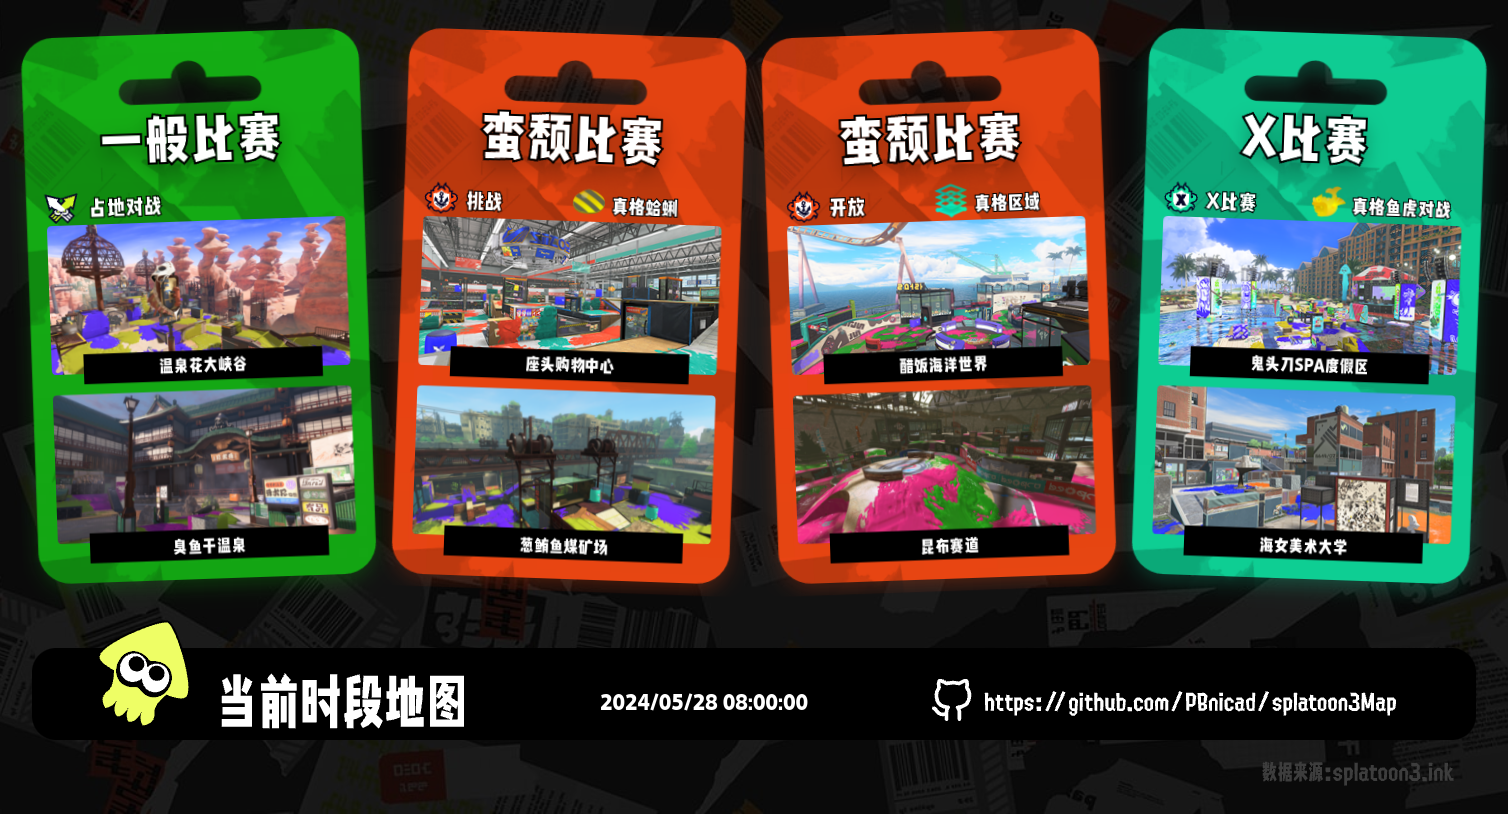 一般比赛
占地对战
温泉花大峡谷
臭鱼干温泉
蛮颓比赛
挑战
真格蛤蜊
座头购物中心
葱鲔鱼煤矿场
蛮颓比赛
开放
真格区域
醋饭海洋世界
昆布赛道
X比赛
X比赛
真格鱼虎对战
鬼头刀SPA度假区
海女美术大学
当前时段地图
2024/05/28 08:00:00
https://github.com/PBnicad/splatoon3Map
数据来源:splatoon3.ink